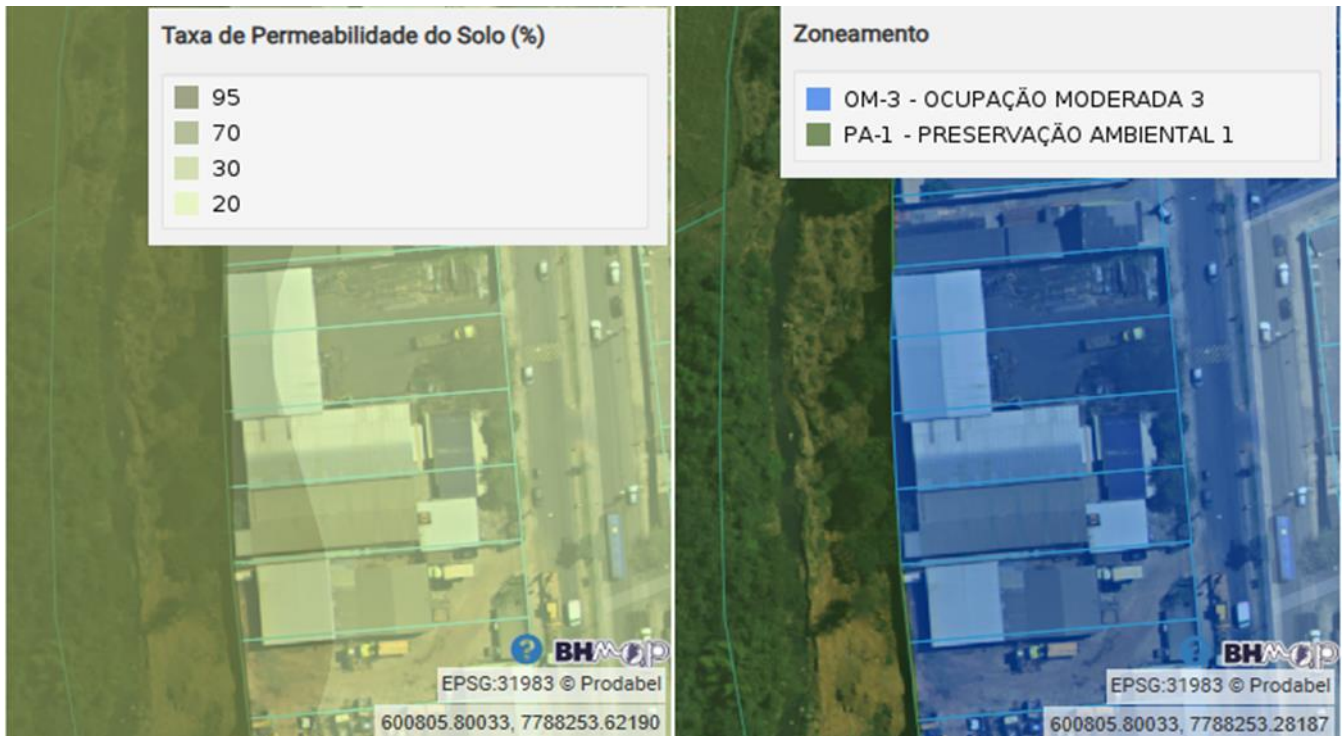 Taxa de Permeabilidade do Solo (%)
95
70
30
20
? BHMap
EPSG:31983 © Prodabel
600805.80033, 7788253.62190
Zoneamento
OM-3 - OCUPAÇÃO MODERADA 3
PA-1 - PRESERVAÇÃO AMBIENTAL 1
? BHMap
EPSG:31983 © Prodabel
600805.80033, 7788253.28187